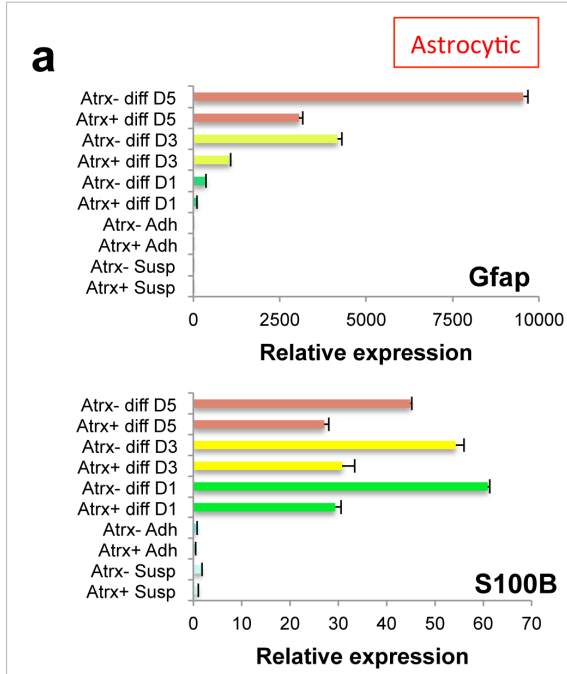 Astrocytic
a
Atrx- diff D5
Atrx+ diff D5
Atrx- diff D3
Atrx+ diff D3
Atrx- diff D1
Atrx+ diff D1
Atrx- Adh
Atrx+ Adh
Atrx- Susp
Atrx+ Susp
Gfap
0 2500 5000 7500 10000
Relative expression
Atrx- diff D5
Atrx+ diff D5
Atrx- diff D3
Atrx+ diff D3
Atrx- diff D1
Atrx+ diff D1
Atrx- Adh
Atrx+ Adh
Atrx- Susp
Atrx+ Susp
S100B
0 10 20 30 40 50 60 70
Relative expression